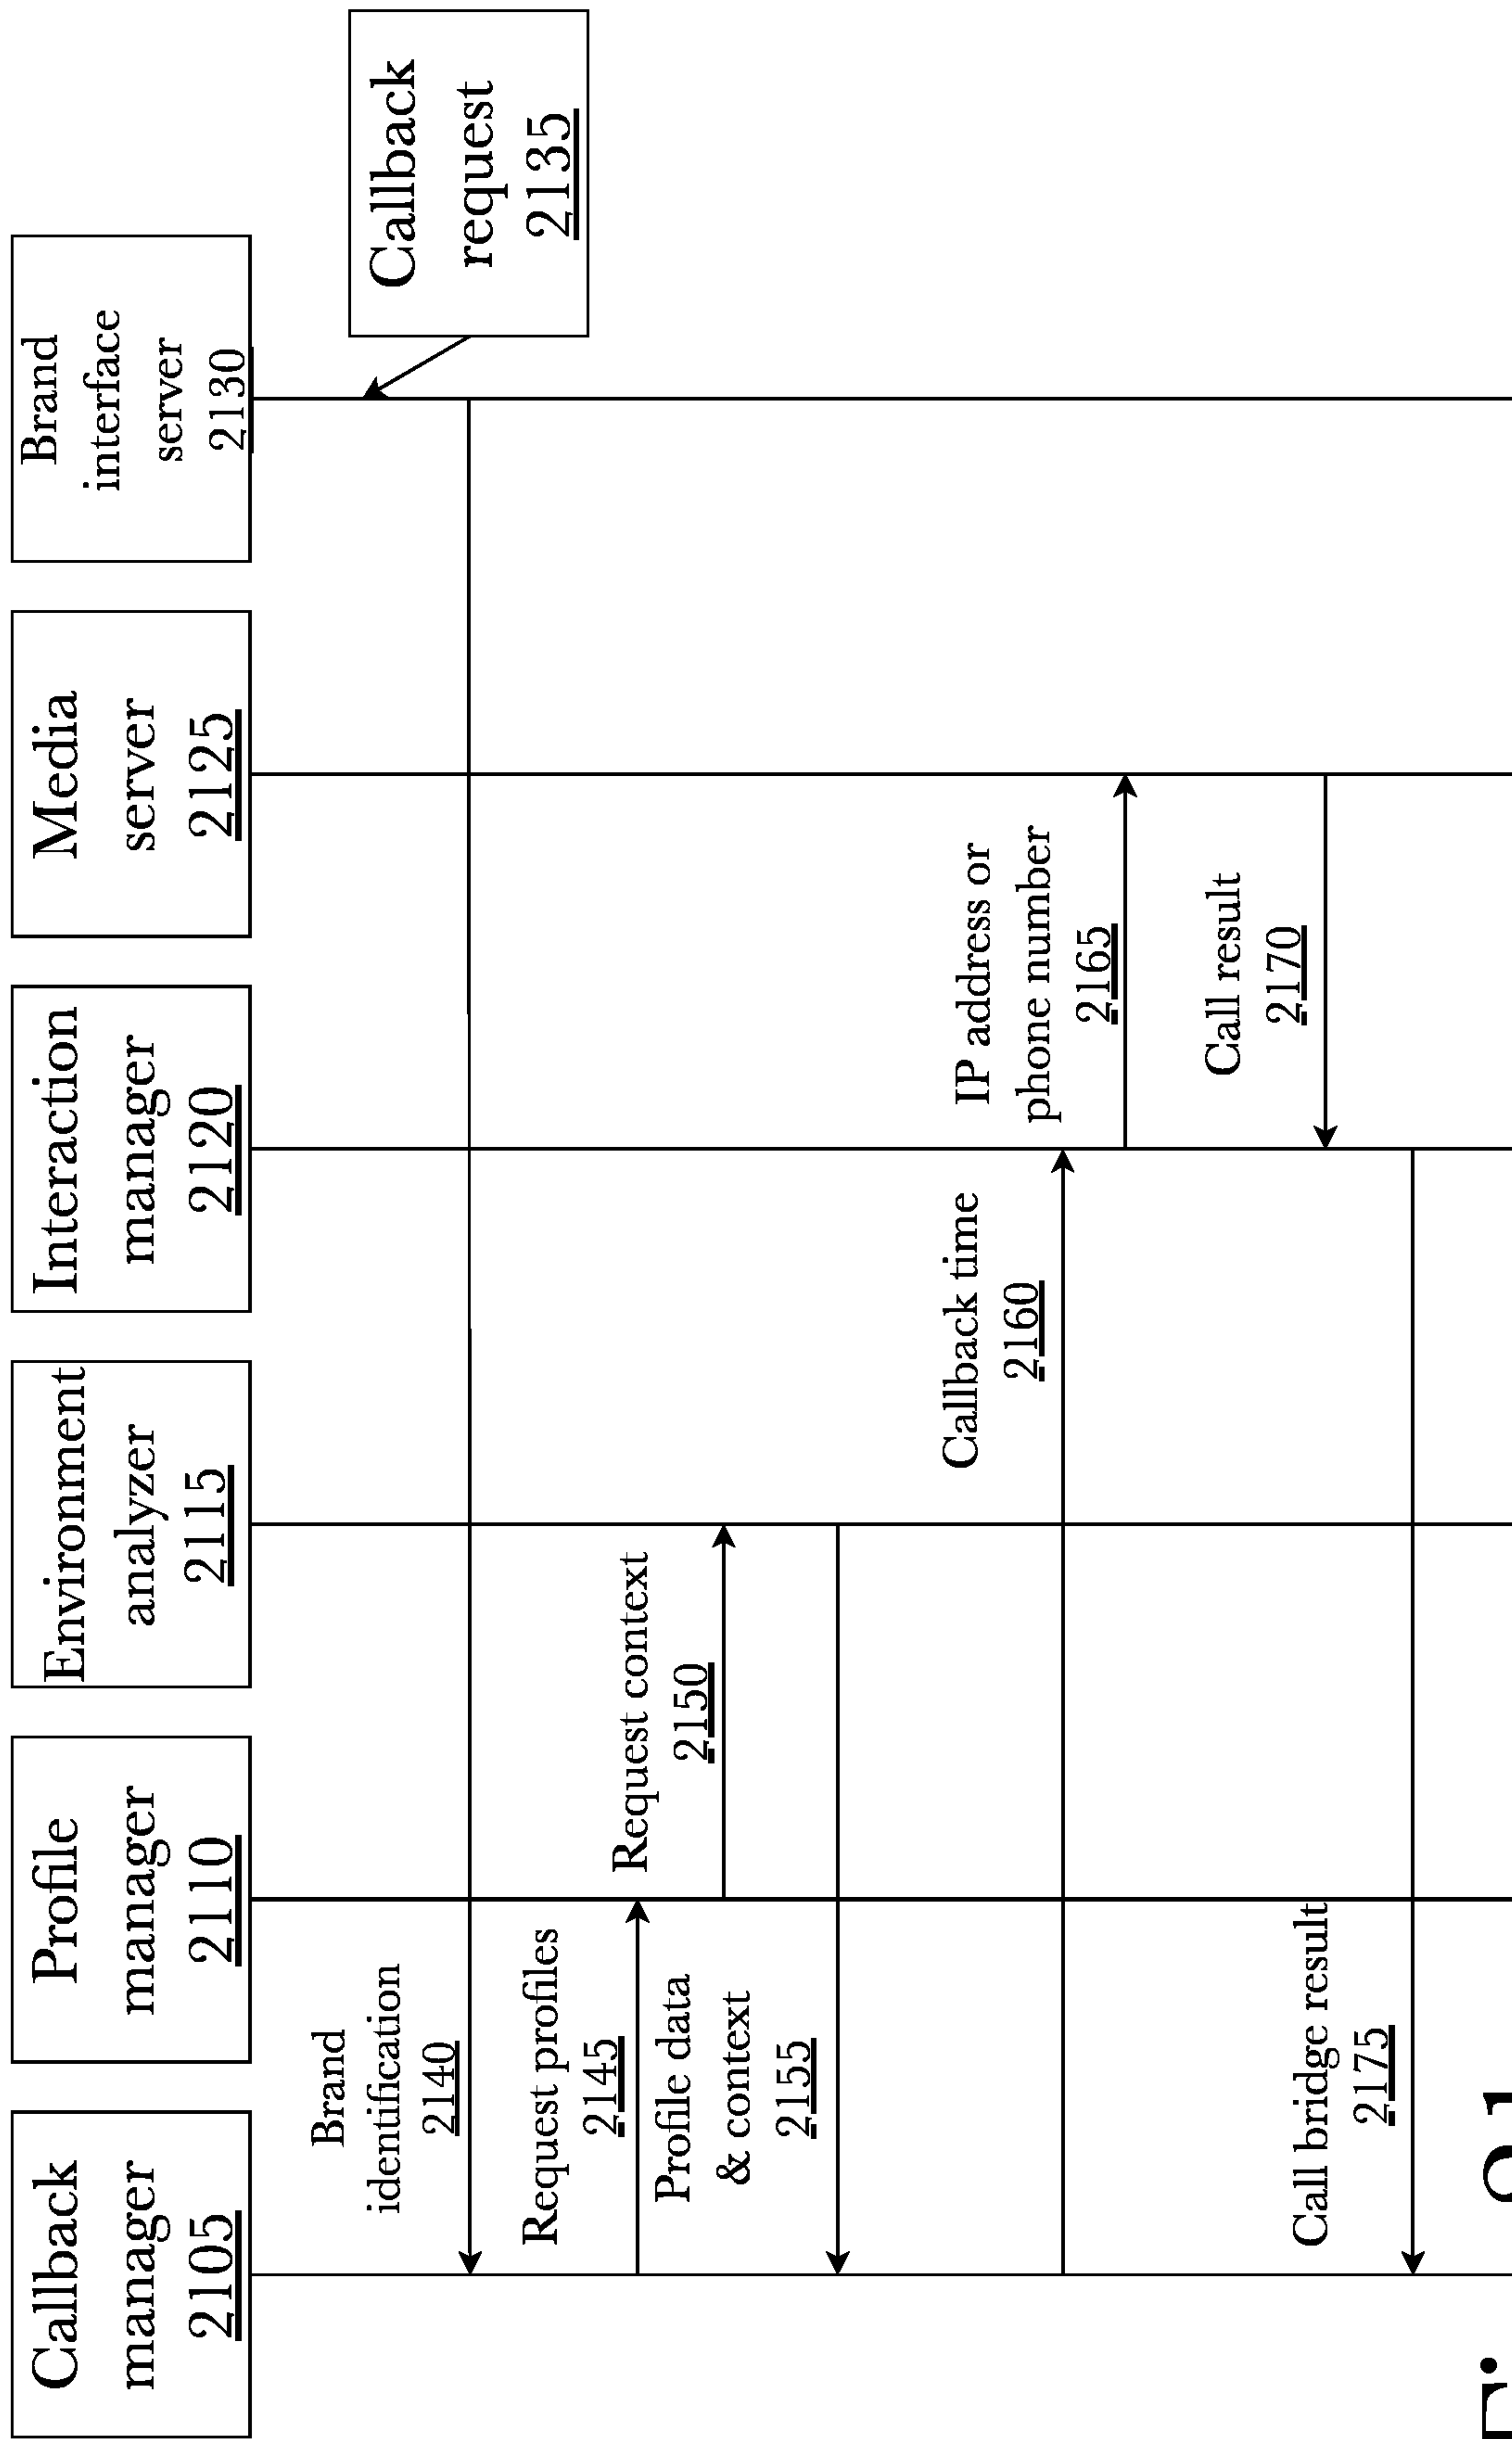 Callback
manager
2105
Profile
manager
2110
Environment
analyzer
2115
Interaction
manager
2120
Media
server
2125
Brand
interface
server
2130
Callback
request
2135
Brand
identification
2140
Request profiles
2145
Request context
2150
Profile data
& context
2155
Callback time
2160
IP address or
phone number
2165
Call result
2170
Call bridge result
2175